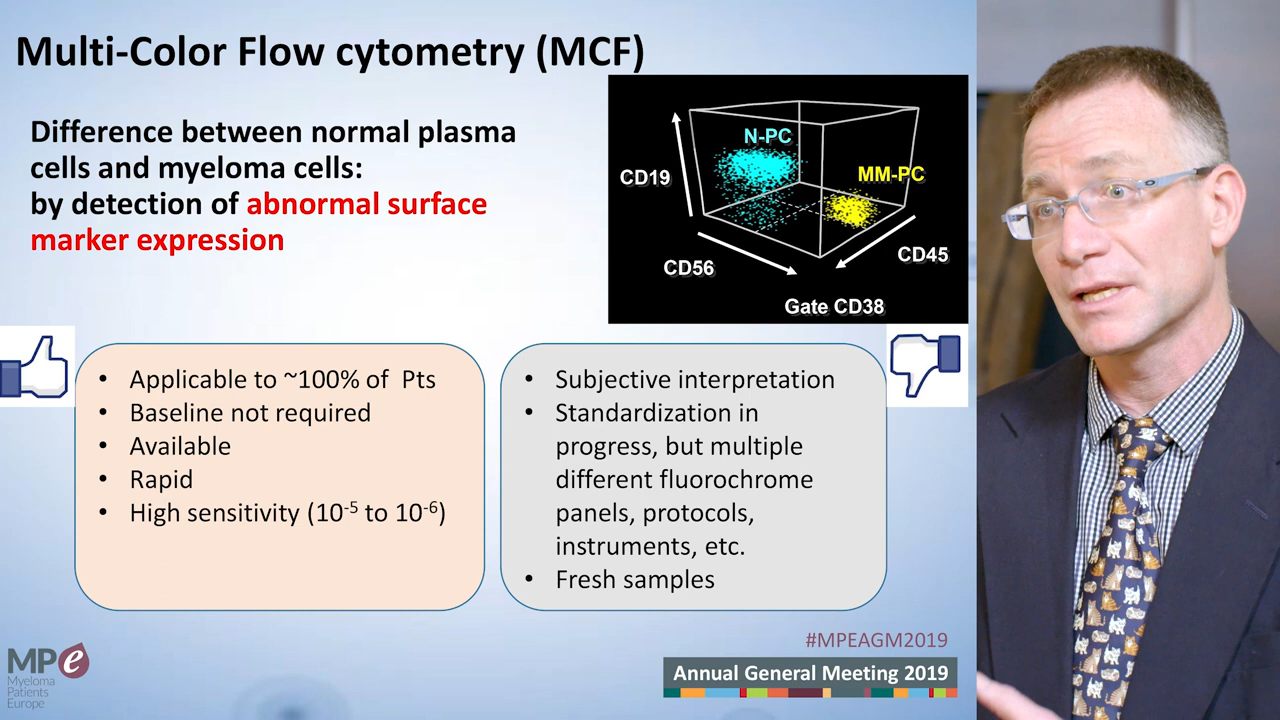 Multi-Color Flow cytometry (MCF)
Difference between normal plasma
cells and myeloma cells:
by detection of abnormal surface
marker expression
N-PC
MM-PC
CD19
CD56
CD45
Gate CD38
• Applicable to ~100% of Pts
• Baseline not required
• Available
• Rapid
• High sensitivity (10⁻⁵ to 10⁻⁶)
• Subjective interpretation
• Standardization in
progress, but multiple
different fluorochrome
panels, protocols,
instruments, etc.
• Fresh samples
#MPEAGM2019
Annual General Meeting 2019
MPe
Myeloma
Patients
Europe